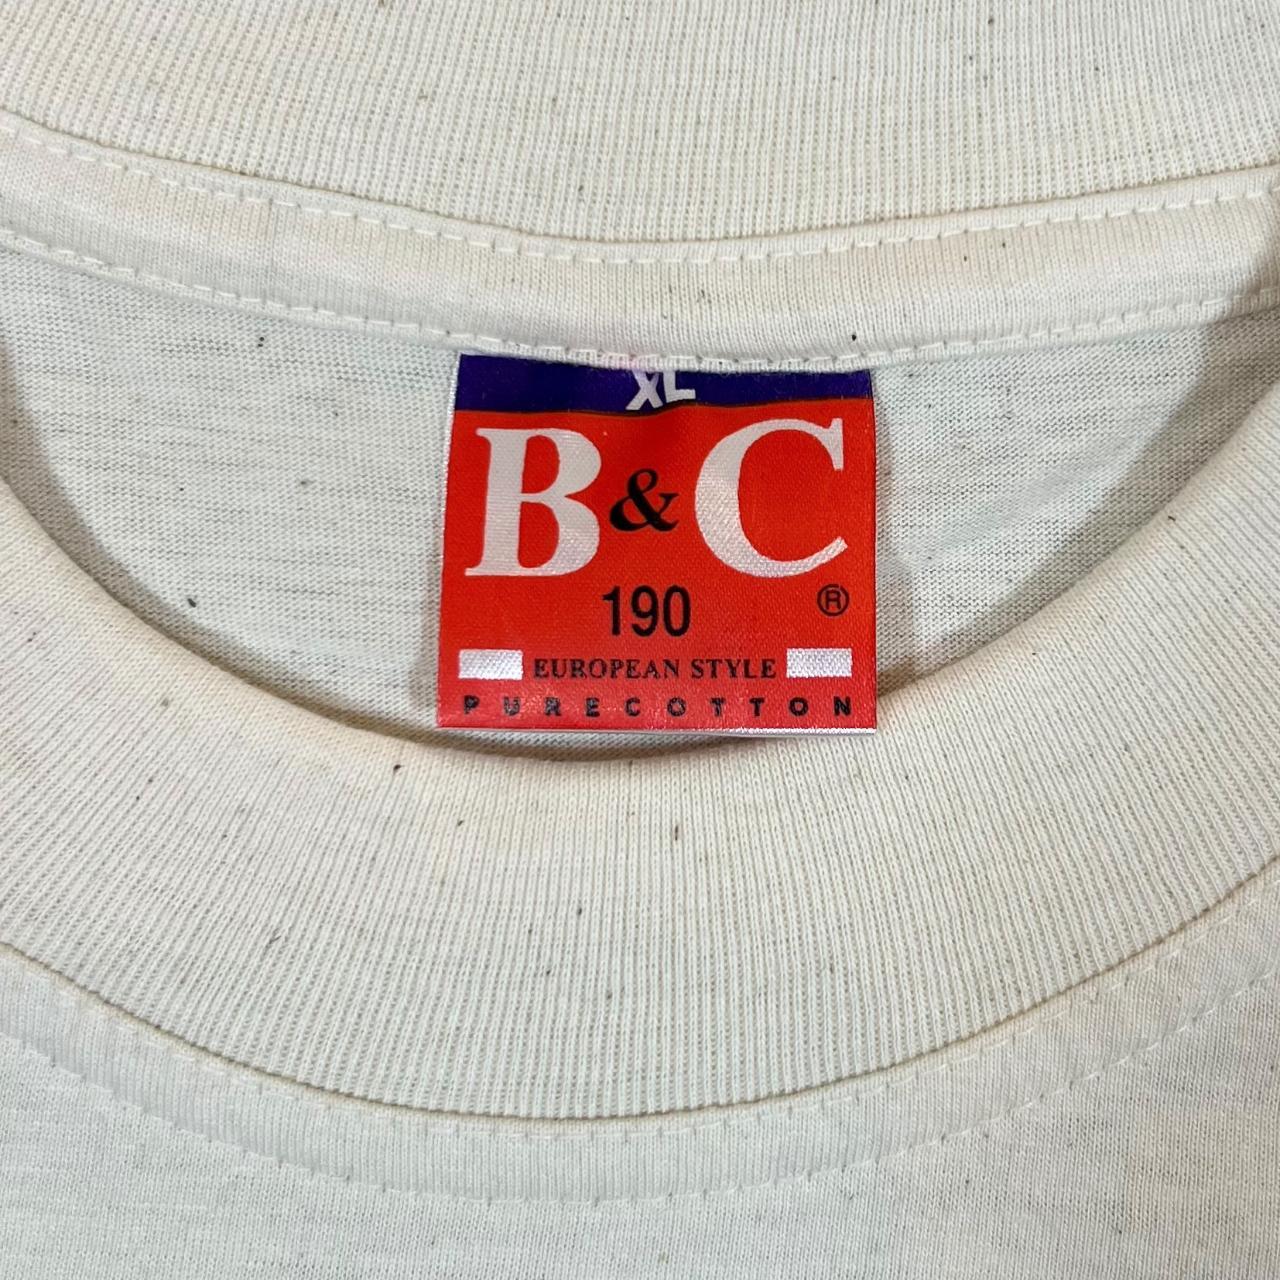 XL
B&C
190
®
EUROPEAN STYLE
PURECOTTON